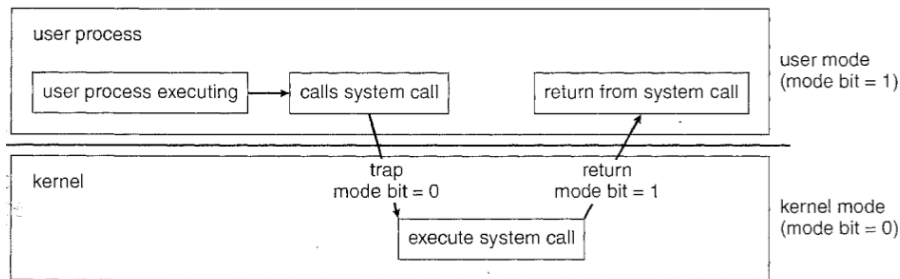 user process
user process executing
calls system call
return from system call
user mode
(mode bit = 1)
trap
mode bit = 0
return
mode bit = 1
kernel
execute system call
kernel mode
(mode bit = 0)